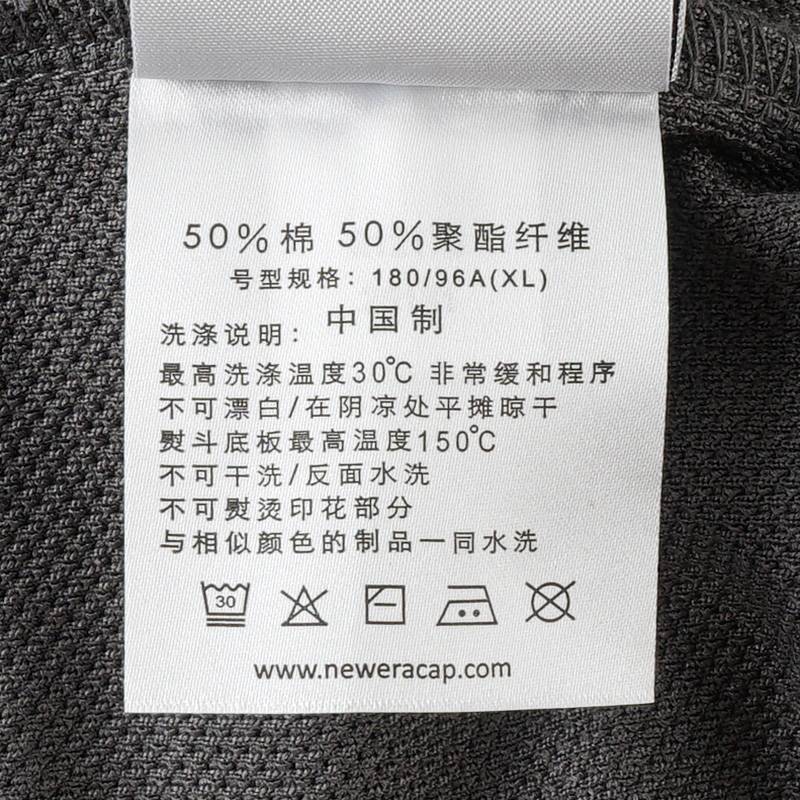 50%棉 50%聚酯纤维
号型规格：180/96A(XL)
中国制
洗涤说明：
最高洗涤温度30℃ 非常缓和程序
不可漂白/在阴凉处平摊晾干
熨斗底板最高温度150℃
不可干洗/反面水洗
不可熨烫印花部分
与相似颜色的制品一同水洗
30
www.neweracap.com